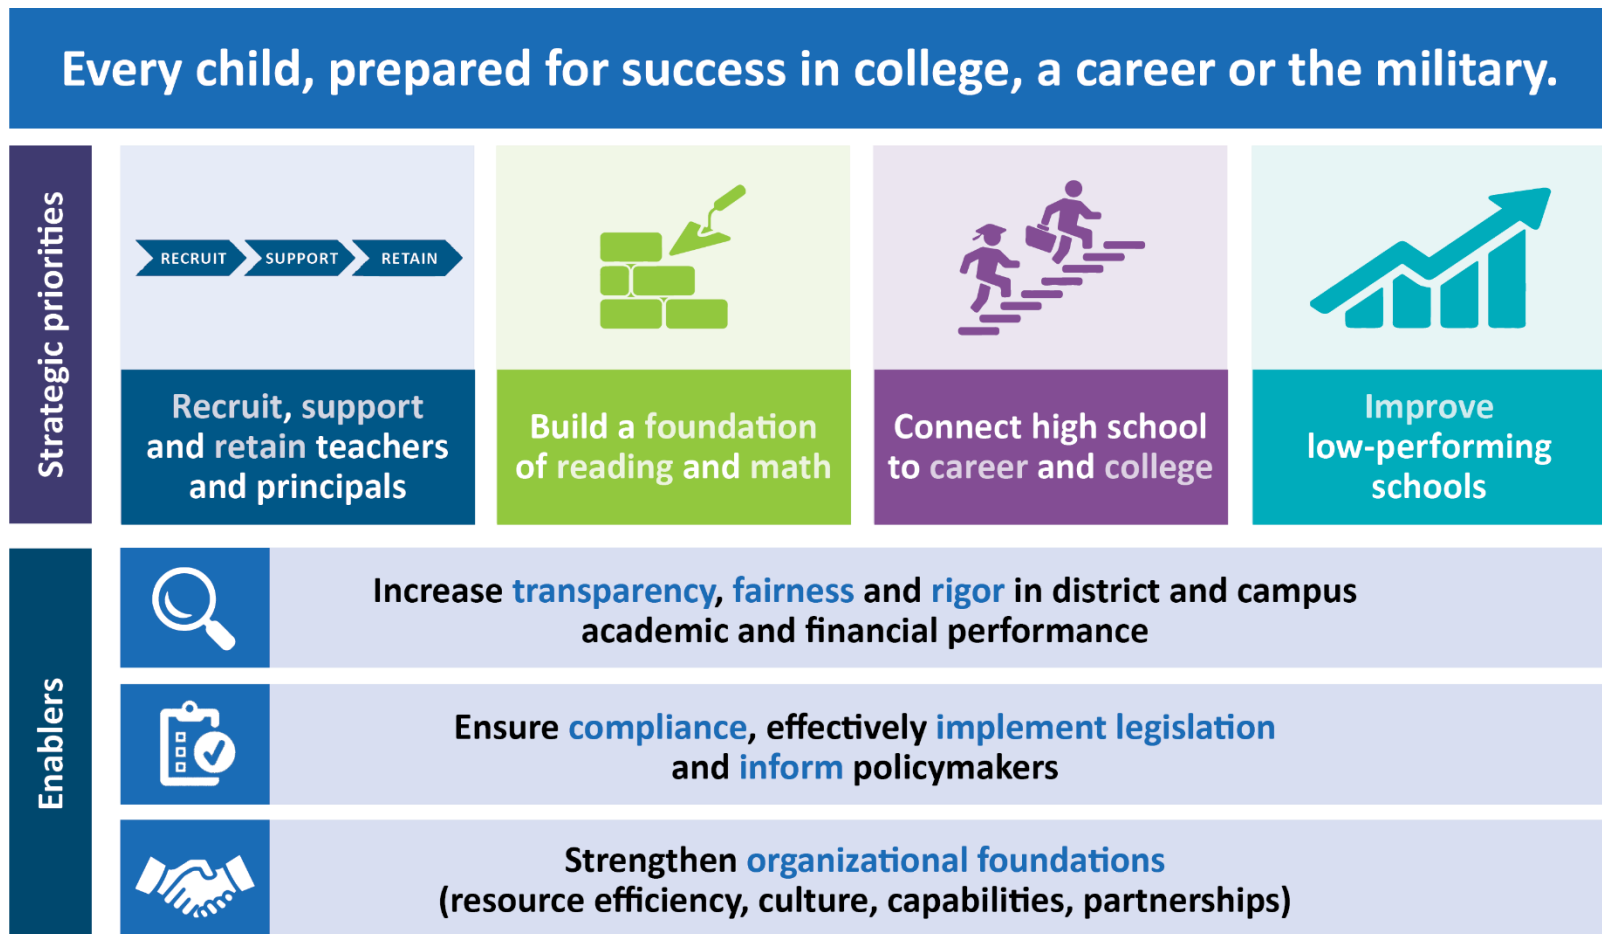 Every child, prepared for success in college, a career or the military.
Strategic priorities
RECRUIT SUPPORT RETAIN
Recruit, support
and retain teachers
and principals
Build a foundation
of reading and math
Connect high school
to career and college
Improve
low-performing
schools
Enablers
Increase transparency, fairness and rigor in district and campus
academic and financial performance
Ensure compliance, effectively implement legislation
and inform policymakers
Strengthen organizational foundations
(resource efficiency, culture, capabilities, partnerships)